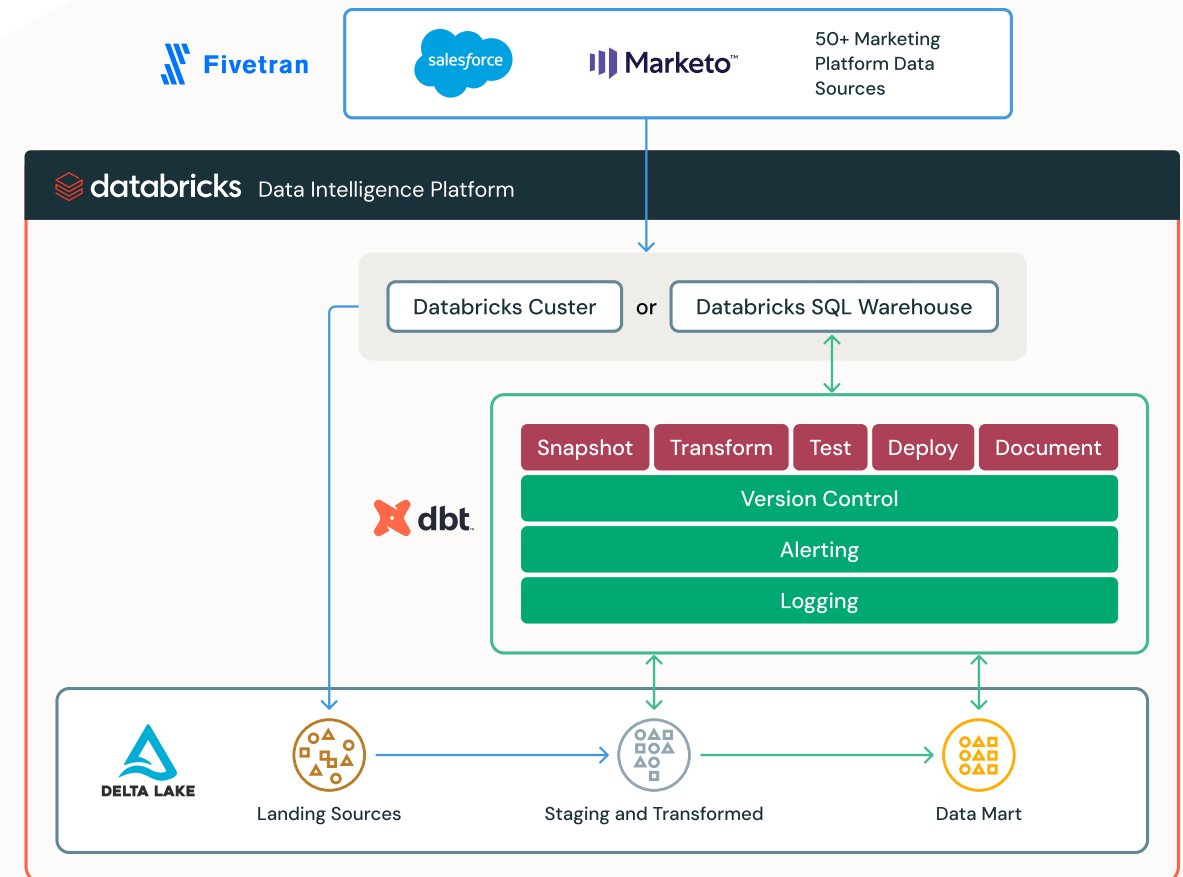 Fivetran
salesforce
Marketo™
50+ Marketing
Platform Data
Sources
databricks Data Intelligence Platform
Databricks Custer or Databricks SQL Warehouse
Snapshot Transform Test Deploy Document
Version Control
dbt
Alerting
Logging
DELTA LAKE
Landing Sources Staging and Transformed Data Mart